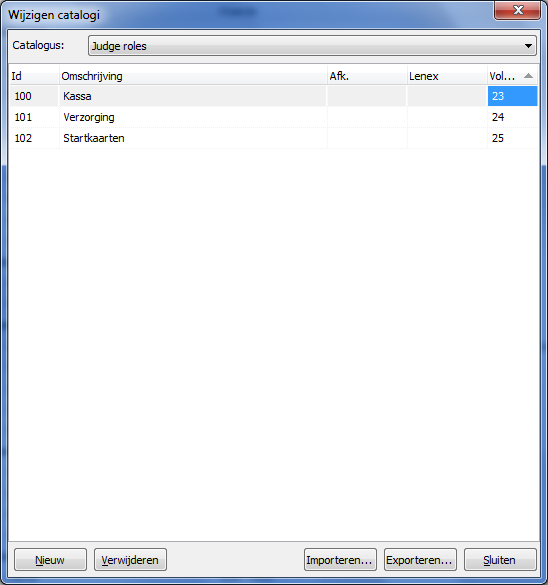 Wijzigen catalogi
Catalogus: Judge roles
Id Omschrijving Afk. Lenex Vol...
100 Kassa 23
101 Verzorging 24
102 Startkaarten 25
Nieuw Verwijderen Importeren... Exporteren... Sluiten